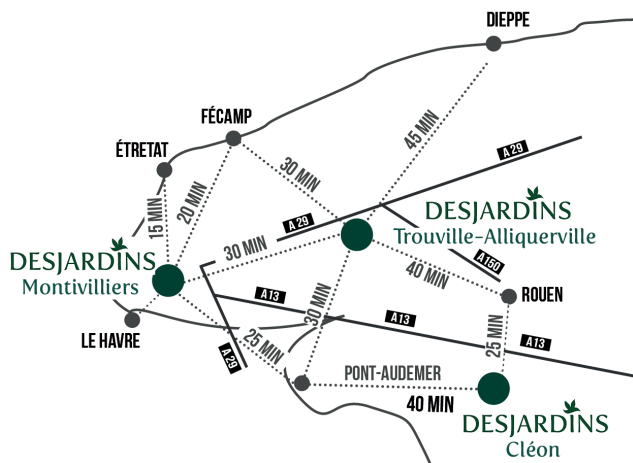 DIEPPE
FÉCAMP
ÉTRETAT
45 MIN
A 29
30 MIN
20 MIN
15 MIN
A 29
DESJARDINS
Trouville-Alliquerville
30 MIN
DESJARDINS
Montivilliers
40 MIN
A150
ROUEN
A13
30 MIN
A13
LE HAVRE
25 MIN
A 29
25 MIN
A13
PONT-AUDEMER
40 MIN
DESJARDINS
Cléon